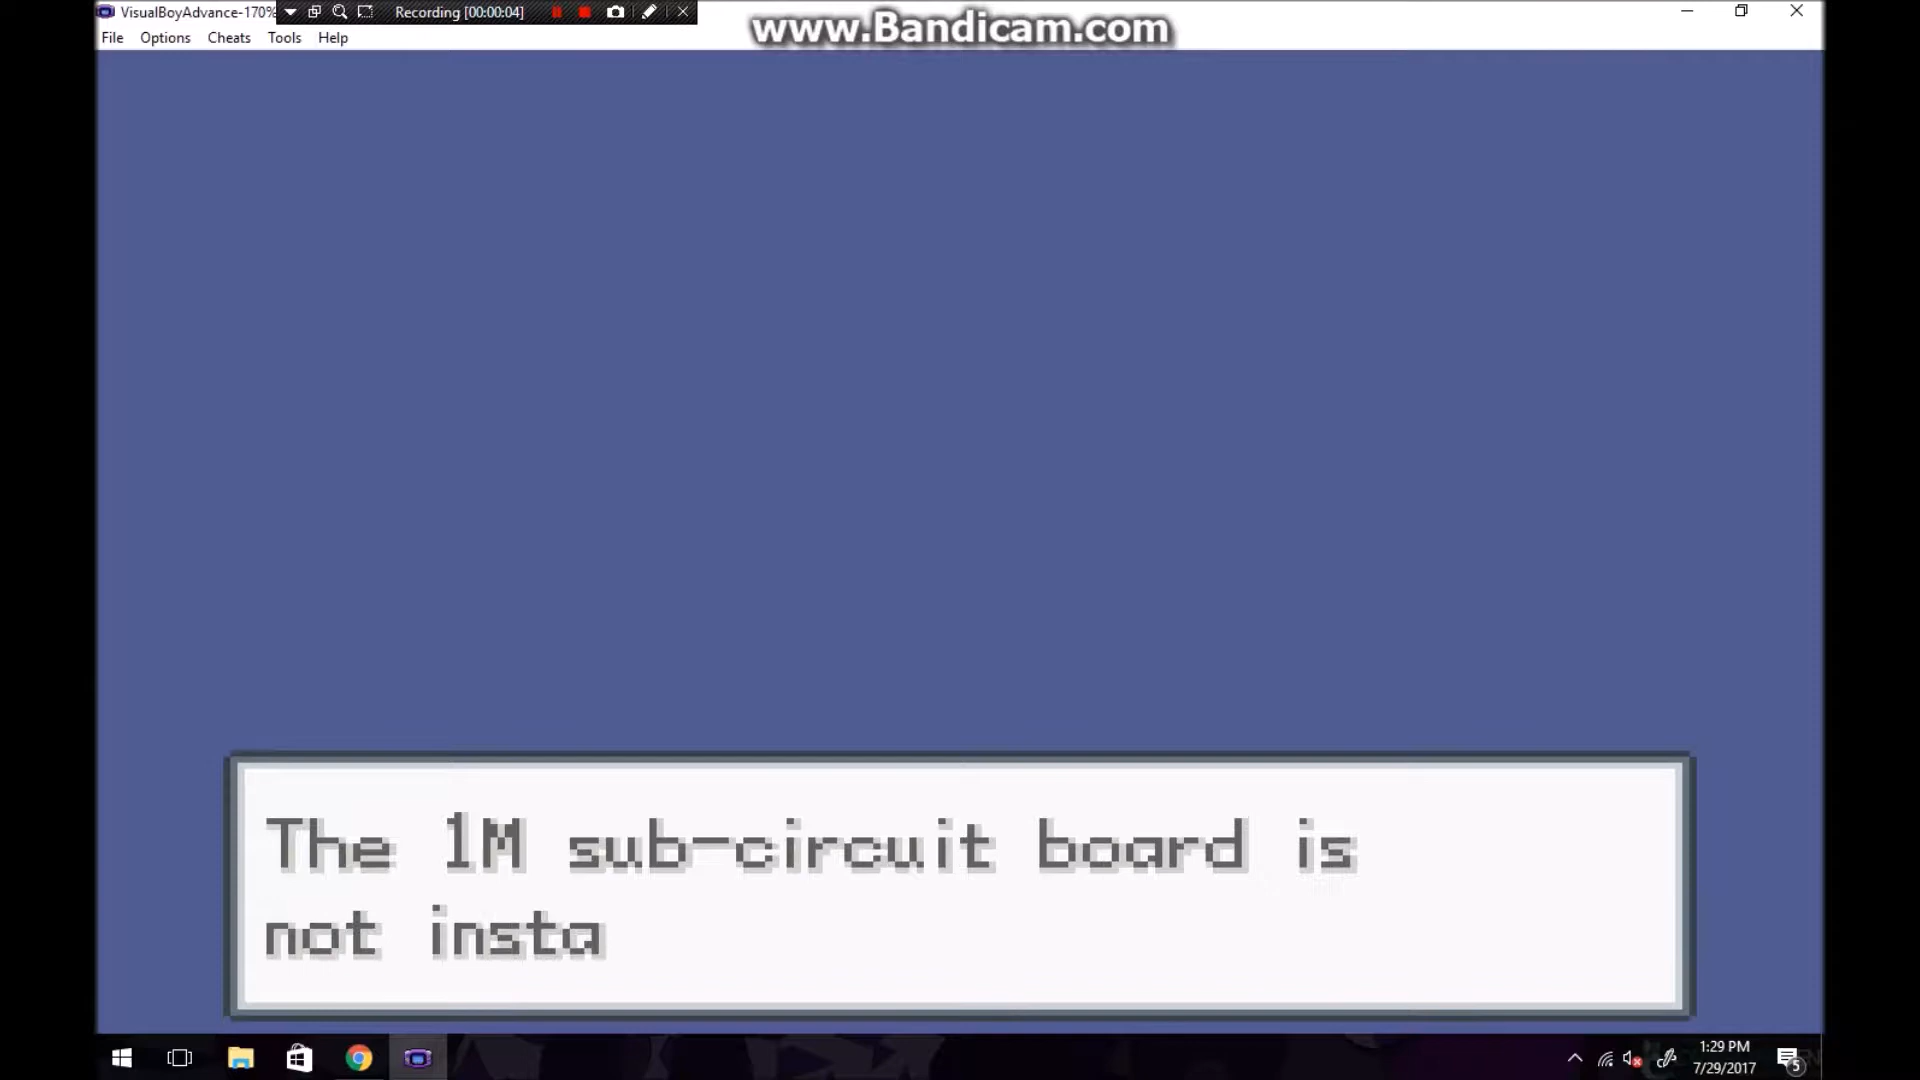 VisualBoyAdvance-170%
Recording [00:00:04]
www.Bandicam.com
File Options Cheats Tools Help
The 1M sub-circuit board is
not insta
1:29 PM
7/29/2017
5